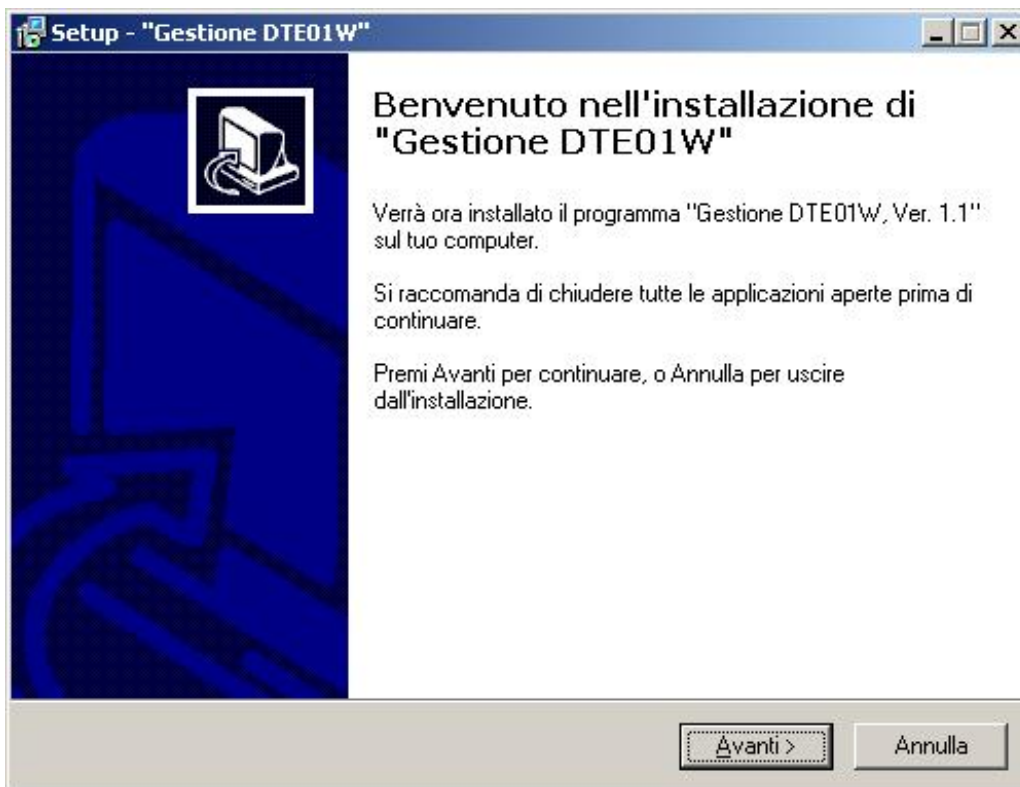 Setup - "Gestione DTE01W"
Benvenuto nell'installazione di
"Gestione DTE01W"
Verrà ora installato il programma "Gestione DTE01W, Ver. 1.1"
sul tuo computer.
Si raccomanda di chiudere tutte le applicazioni aperte prima di
continuare.
Premi Avanti per continuare, o Annulla per uscire
dall'installazione.
Avanti >
Annulla